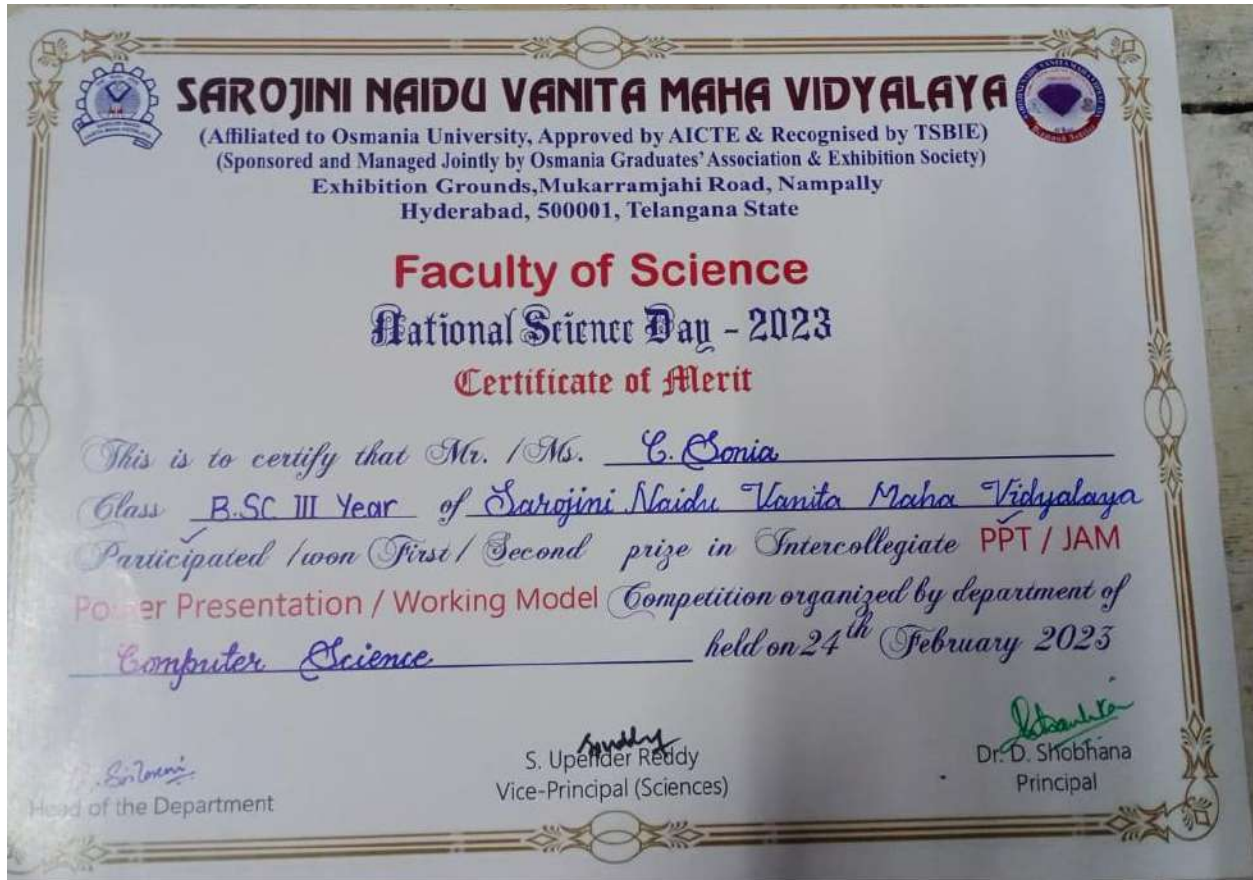 SAROJINI NAIDU VANITA MAHA VIDYALAYA
(Affiliated to Osmania University, Approved by AICTE & Recognised by TSBIE)
(Sponsored and Managed Jointly by Osmania Graduates' Association & Exhibition Society)
Exhibition Grounds,Mukarramjahi Road, Nampally
Hyderabad, 500001, Telangana State
Faculty of Science
National Science Day - 2023
Certificate of Merit
This is to certify that Mr. / Ms. C. Sonia
Class B.SC III Year of Sarojini Naidu Vanita Maha Vidyalaya
Participated / won First / Second prize in Intercollegiate PPT / JAM
Power Presentation / Working Model Competition organized by department of
Computer Science held on 24th February 2023
S. Upender Reddy
Dr. D. Shobhana
Head of the Department
Vice-Principal (Sciences)
Principal